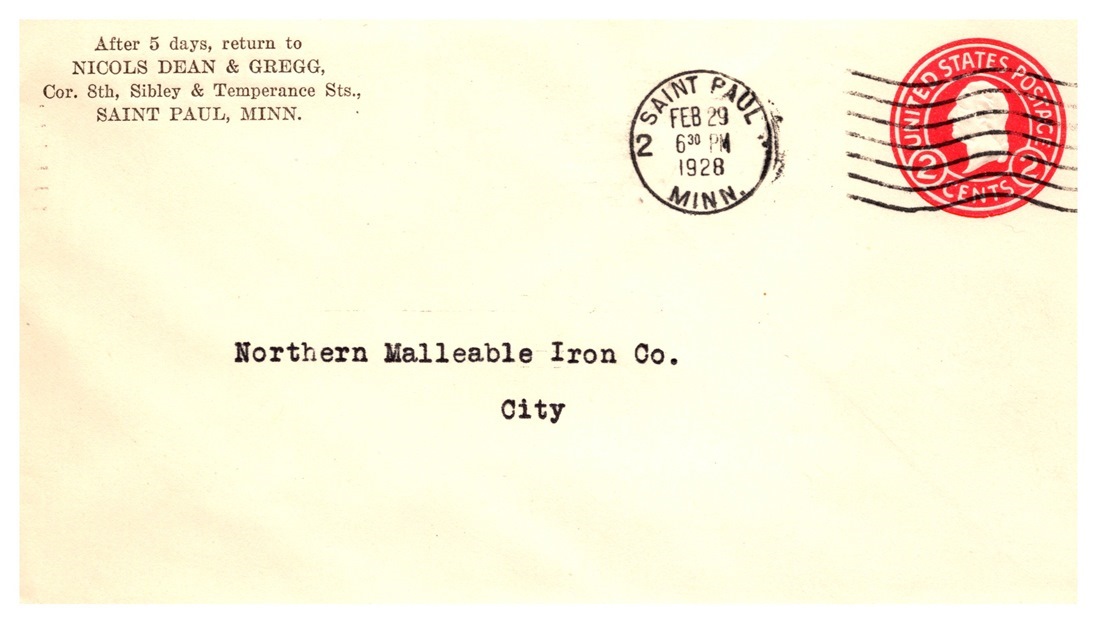 After 5 days, return to
NICOLS DEAN & GREGG,
Cor. 8th, Sibley & Temperance Sts.,
SAINT PAUL, MINN.
SAINT PAUL
FEB 29
2 6 30 PM
1928
MINN.
UNITED STATES POSTAGE
2 2
CENTS
Northern Malleable Iron Co.
City